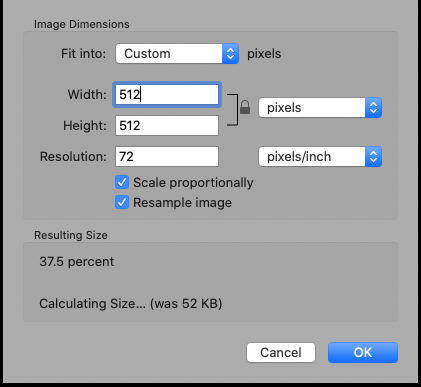 Image Dimensions
Fit into: Custom pixels
Width: 512
pixels
Height: 512
Resolution: 72 pixels/inch
Scale proportionally
Resample image
Resulting Size
37.5 percent
Calculating Size... (was 52 KB)
Cancel OK